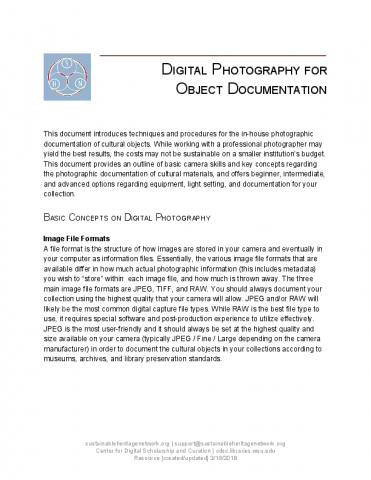 S
H
N
Digital Photography for
Object Documentation
This document introduces techniques and procedures for the in-house photographic
documentation of cultural objects. While working with a professional photographer may
yield the best results, the costs may not be sustainable on a smaller institution's budget.
This document provides an outline of basic camera skills and key concepts regarding
the photographic documentation of cultural materials, and offers beginner, intermediate,
and advanced options regarding equipment, light setting, and documentation for your
collection.
Basic Concepts on Digital Photography
Image File Formats
A file format is the structure of how images are stored in your camera and eventually in
your computer as information files. Essentially, the various image file formats that are
available differ in how much actual photographic information (this includes metadata)
you wish to "store" within each image file, and how much is thrown away. The three
main image file formats are JPEG, TIFF, and RAW. You should always document your
collection using the highest quality that your camera will allow. JPEG and/or RAW will
likely be the most common digital capture file types. While RAW is the best file type to
use, it requires special software and post-production experience to utilize effectively.
JPEG is the most user-friendly and it should always be set at the highest quality and
size available on your camera (typically JPEG / Fine / Large depending on the camera
manufacturer) in order to document the cultural objects in your collections according to
museums, archives, and library preservation standards.
sustainableheritagenetwork.org | support@sustainableheritagenetwork.org
Center for Digital Scholarship and Curation | cdsc.libraries.wsu.edu
Resource [created/updated] 3/18/2018